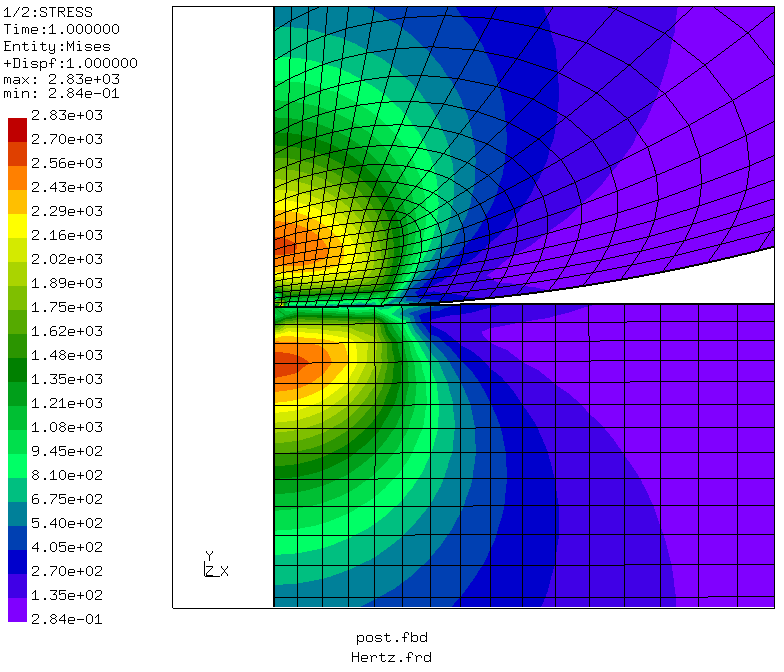 1/2:STRESS
Time:1.000000
Entity:Mises
+Dispf:1.000000
max: 2.83e+03
min: 2.84e-01
2.83e+03
2.70e+03
2.56e+03
2.43e+03
2.29e+03
2.16e+03
2.02e+03
1.89e+03
1.75e+03
1.62e+03
1.48e+03
1.35e+03
1.21e+03
1.08e+03
9.45e+02
8.10e+02
6.75e+02
5.40e+02
4.05e+02
2.70e+02
1.35e+02
2.84e-01
Y
Z X
post.fbd
Hertz.frd